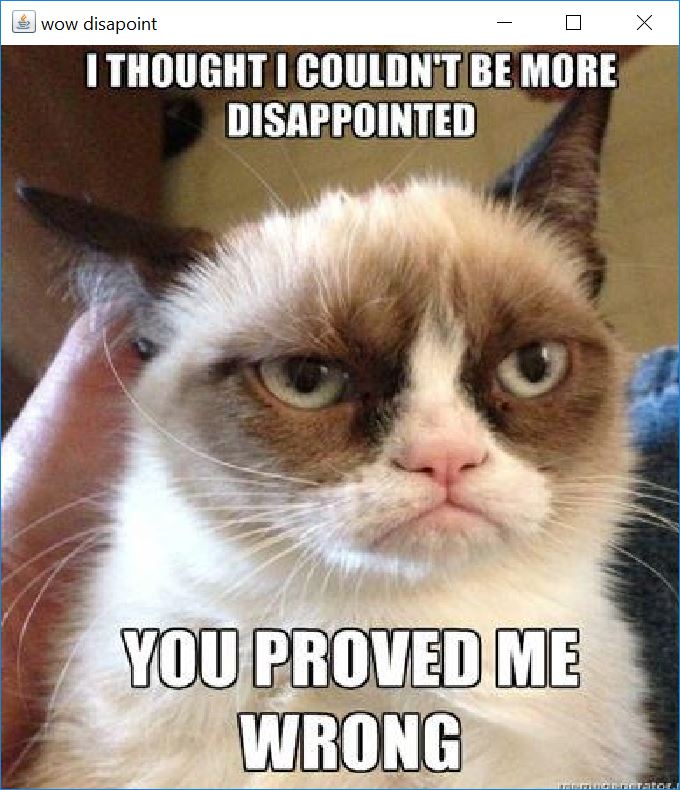 wow disapoint
I THOUGHT I COULDN'T BE MORE
DISAPPOINTED
YOU PROVED ME
WRONG